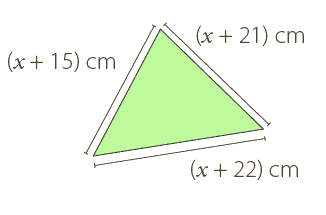 (x + 21) cm
(x + 15) cm
(x + 22) cm